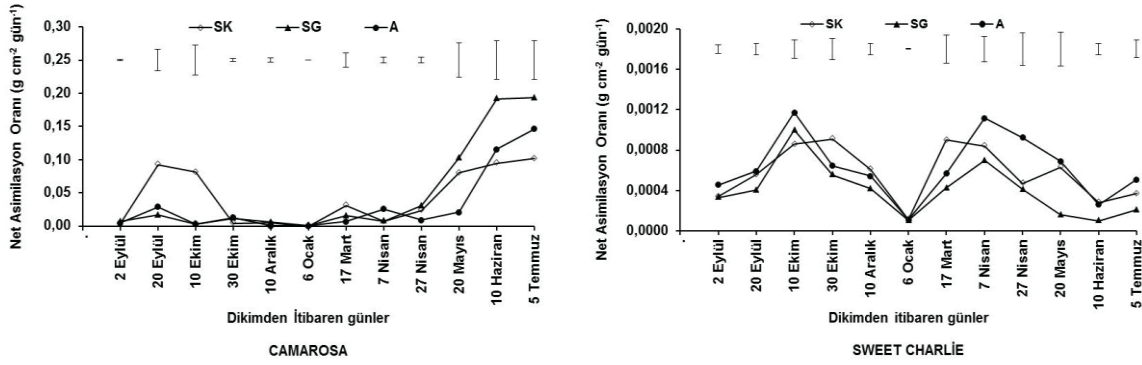 SK SG A
Net Asimilasyon Oranı (g cm-2 gün-1)
0,30
0,25
0,20
0,15
0,10
0,05
0,00
2 Eylül
20 Eylül
10 Ekim
30 Ekim
10 Aralık
6 Ocak
17 Mart
7 Nisan
27 Nisan
20 Mayıs
10 Haziran
5 Temmuz
Dikimden İtibaren günler
CAMAROSA
SK SG A
Net Asimilasyon Oranı (g cm-2 gün-1)
0,0020
0,0016
0,0012
0,0008
0,0004
0,0000
2 Eylül
20 Eylül
10 Ekim
30 Ekim
10 Aralık
6 Ocak
17 Mart
7 Nisan
27 Nisan
20 Mayıs
10 Haziran
5 Temmuz
Dikimden itibaren günler
SWEET CHARLİE